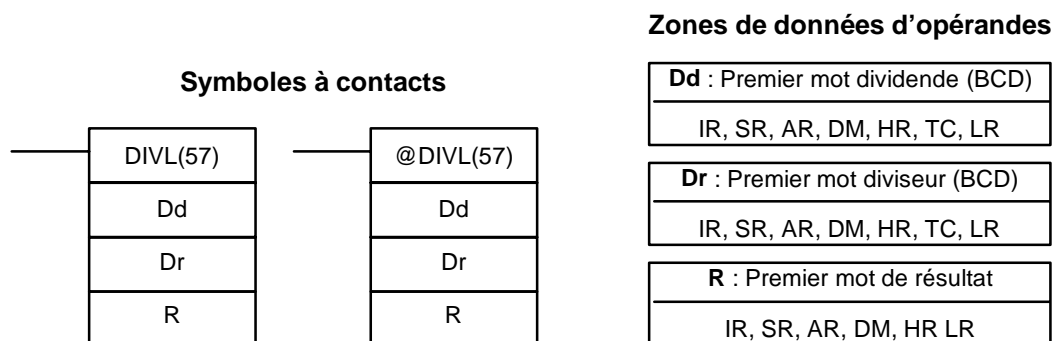 Zones de données d'opérandes
Symboles à contacts
DIVL(57)
Dd
Dr
R
@DIVL(57)
Dd
Dr
R
Dd : Premier mot dividende (BCD)
IR, SR, AR, DM, HR, TC, LR
Dr : Premier mot diviseur (BCD)
IR, SR, AR, DM, HR, TC, LR
R : Premier mot de résultat
IR, SR, AR, DM, HR LR